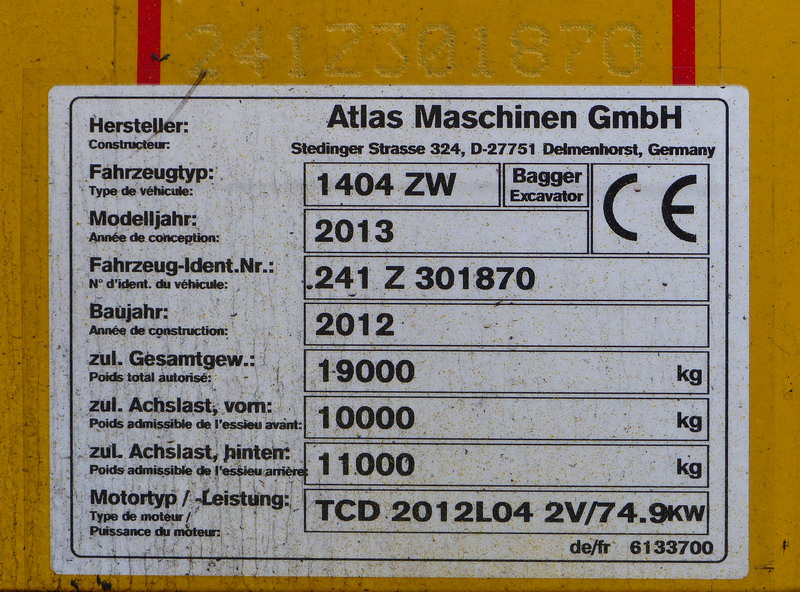 241Z301870
Atlas Maschinen GmbH
Hersteller:
Constructeur:
Stedinger Strasse 324, D-27751 Delmenhorst, Germany
Fahrzeugtyp:
Type de véhicule:
1404 ZW
Bagger
Excavator
CE
Modelljahr:
Année de conception:
2013
Fahrzeug-Ident.Nr.:
N° d'ident. du véhicule:
241 Z 301870
Baujahr:
Année de construction:
2012
zul. Gesamtgew.:
Poids total autorisé:
19000 kg
zul. Achslast, vorn:
Poids admissible de l'essieu avant:
10000 kg
zul. Achslast, hinten:
Poids admissible de l'essieu arrière:
11000 kg
Motortyp / -Leistung:
Type de moteur /
Puissance du moteur:
TCD 2012L04 2V/74.9KW
de/fr 6133700